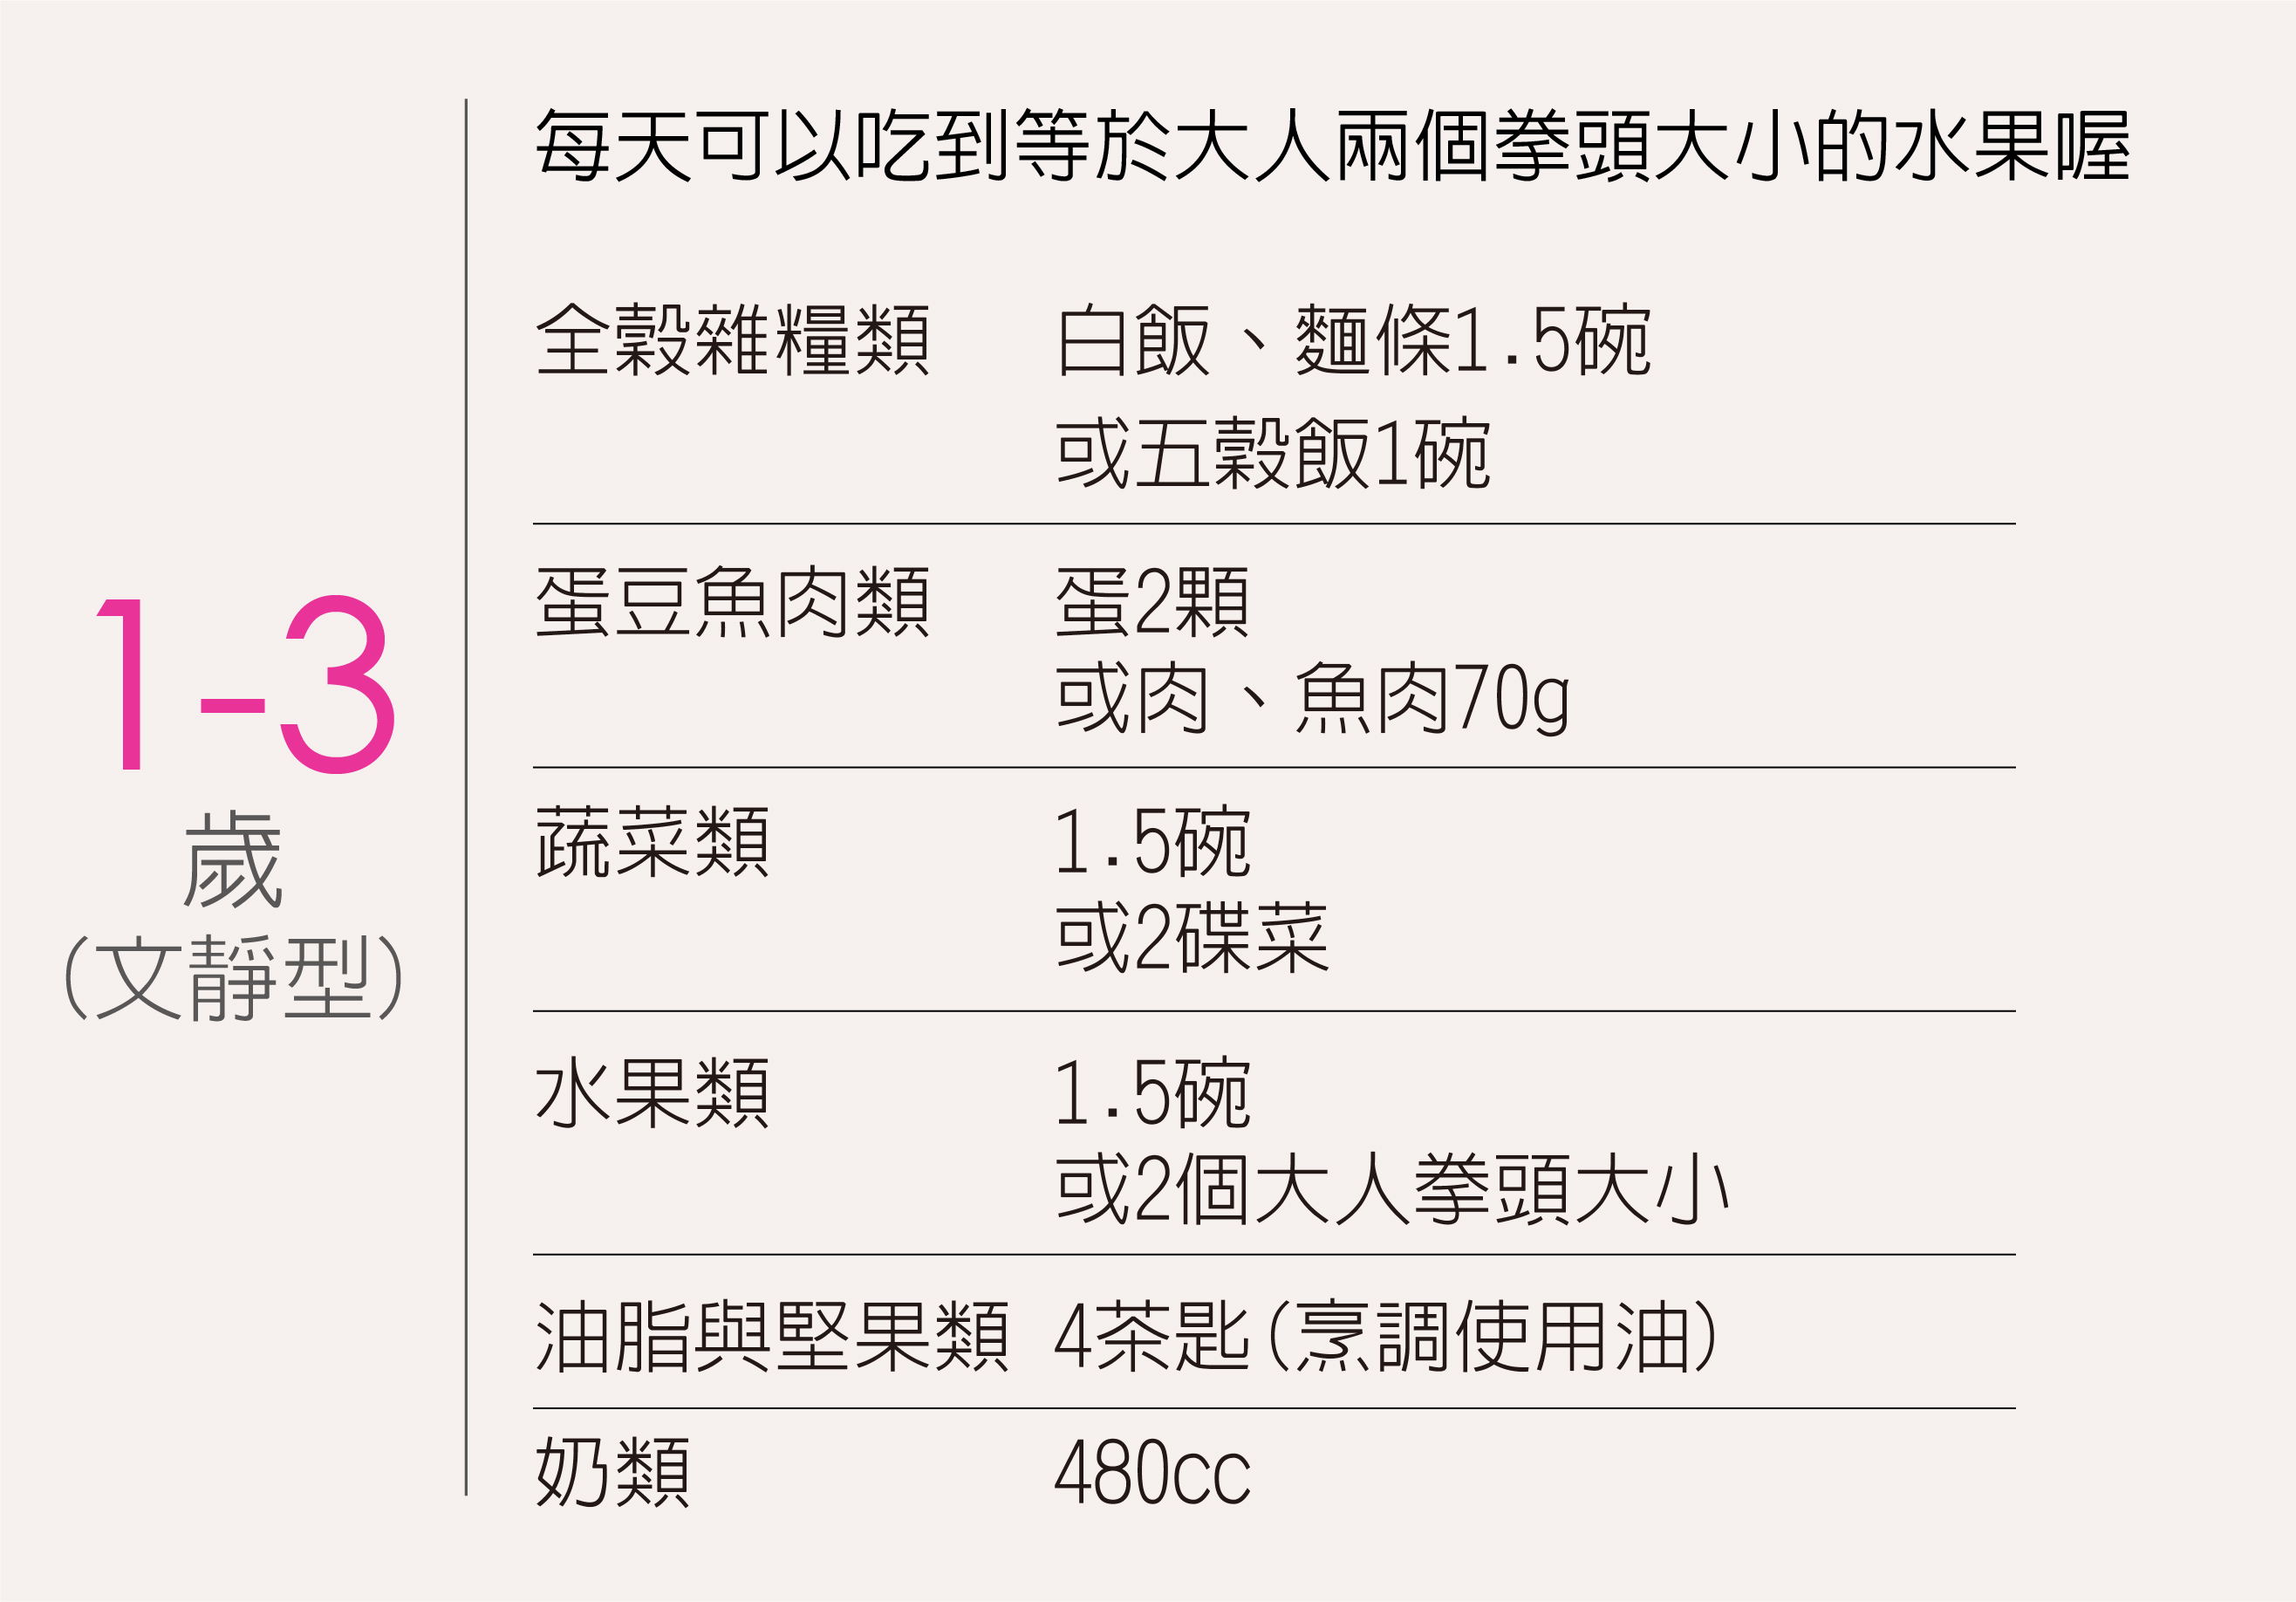 每天可以吃到等於大人兩個拳頭大小的水果喔
1-3
歲
(文靜型)
全穀雜糧類 白飯、麵條1.5碗
或五穀飯1碗
蛋豆魚肉類 蛋2顆
或肉、魚肉70g
蔬菜類 1.5碗
或2碟菜
水果類 1.5碗
或2個大人拳頭大小
油脂與堅果類 4茶匙(烹調使用油)
奶類 480cc